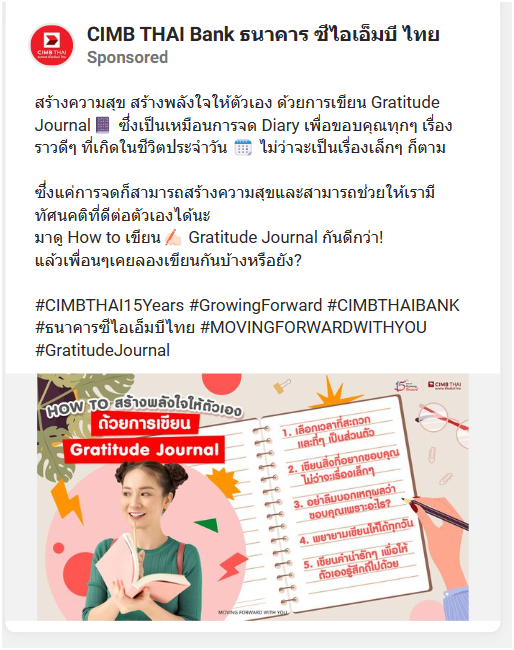 CIMB THAI Bank ธนาคาร ซีไอเอ็มบี ไทย
Sponsored
สร้างความสุข สร้างพลังใจให้ตัวเอง ด้วยการเขียน Gratitude
Journal📓 ซึ่งเป็นเหมือนการจด Diary เพื่อขอบคุณทุกๆ เรื่อง
ราวดีๆ ที่เกิดในชีวิตประจำวัน 🗓️ ไม่ว่าจะเป็นเรื่องเล็กๆ ก็ตาม
ซึ่งแค่การจดก็สามารถสร้างความสุขและสามารถช่วยให้เรามี
ทัศนคติที่ดีต่อตัวเองได้นะ
มาดู How to เขียน✍🏻 Gratitude Journal กันดีกว่า!
แล้วเพื่อนๆเคยลองเขียนกันบ้างหรือยัง?
#CIMBTHAI15Years #GrowingForward #CIMBTHAIBANK
#ธนาคารซีไอเอ็มบีไทย #MOVINGFORWARDWITHYOU
#GratitudeJournal
CIMB THAI
HOW TO สร้างพลังใจให้ตัวเอง
ด้วยการเขียน
Gratitude Journal
1. เลือกเวลาที่สะดวก
และที่ๆ เป็นส่วนตัว
2. เขียนสิ่งที่อยากขอบคุณ
ไม่ว่าจะเรื่องเล็กๆ
3. อย่าลืมบอกเหตุผลว่า
ขอบคุณเพราะอะไร?
4. พยายามเขียนให้ได้ทุกวัน
5. เขียนคำน่ารักๆ เพื่อให้
ตัวเองรู้สึกดีไปด้วย
MOVING FORWARD WITH YOU